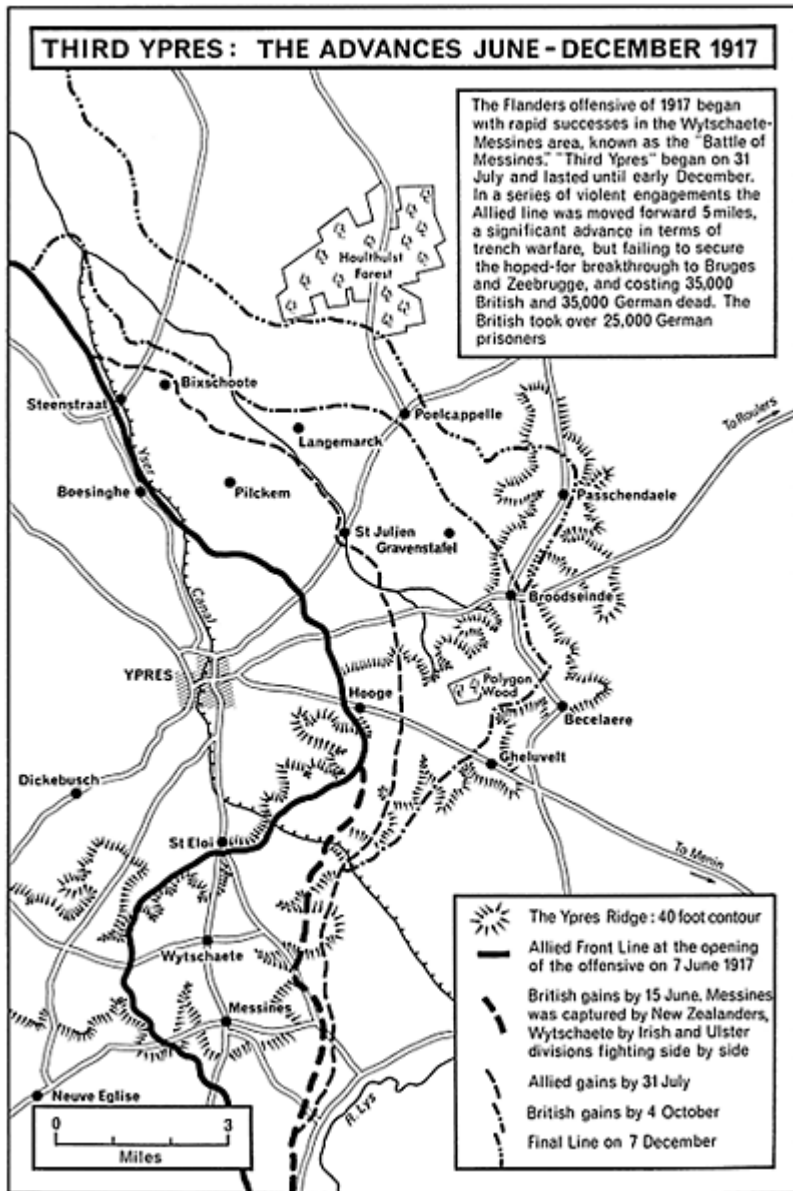 THIRD YPRES: THE ADVANCES JUNE-DECEMBER 1917
The Flanders offensive of 1917 began
with rapid successes in the Wytschaete-
Messines area, known as the "Battle of
Messines." "Third Ypres" began on 31
July and lasted until early December.
In a series of violent engagements the
Allied line was moved forward 5 miles,
a significant advance in terms of
trench warfare, but failing to secure
the hoped-for breakthrough to Bruges
and Zeebrugge, and costing 35,000
British and 35,000 German dead. The
British took over 25,000 German
prisoners
Houlthulst
Forest
Bixschoote
Steenstraat
Poelcappelle
To Roulers
Langemarck
Yser
Pilckem
Boesinghe
Passchendaele
St Julien
Gravenstafel
Broodseinde
Canal
YPRES
Polygon
Wood
Hooge
Becelaere
Gheluvelt
Dickebusch
St Eloi
To Menin
Wytschaete
Messines
Neuve Eglise
R. Lys
0 3
Miles
The Ypres Ridge: 40 foot contour
Allied Front Line at the opening
of the offensive on 7 June 1917
British gains by 15 June. Messines
was captured by New Zealanders,
Wytschaete by Irish and Ulster
divisions fighting side by side
Allied gains by 31 July
British gains by 4 October
Final Line on 7 December